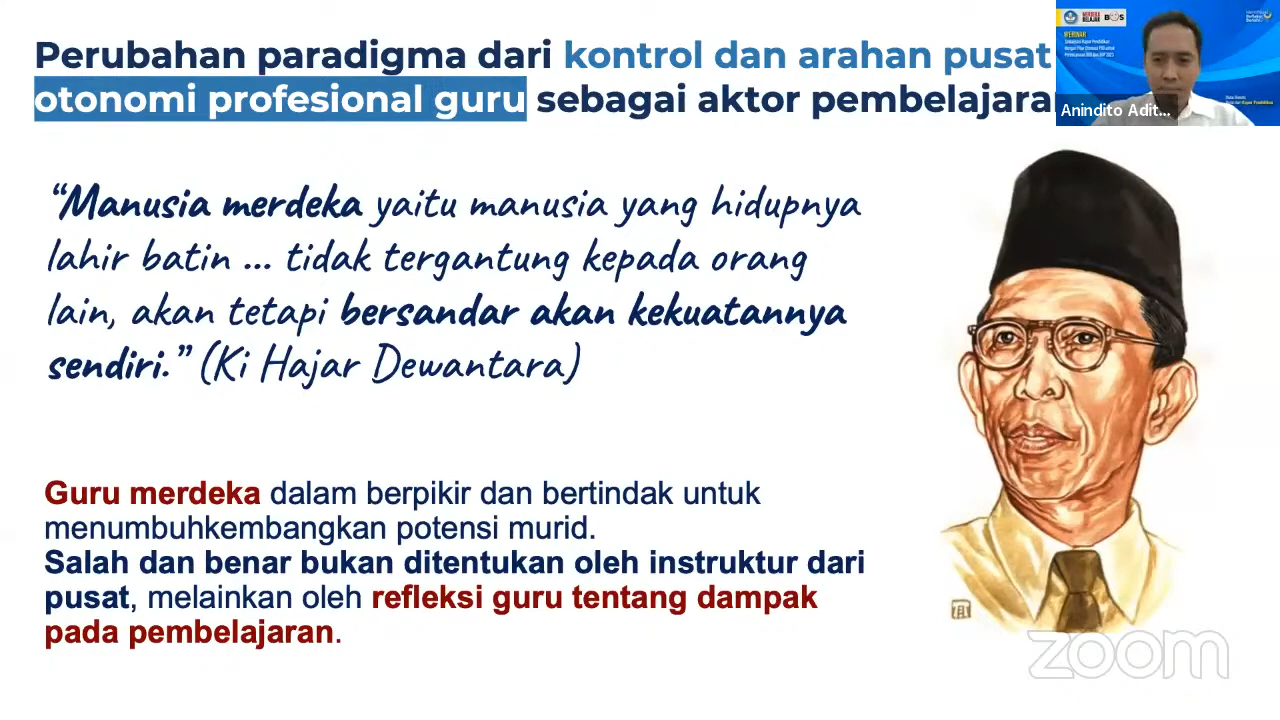 Perubahan paradigma dari kontrol dan arahan pusat
otonomi profesional guru sebagai aktor
“Manusia merdeka yaitu manusia yang hidupnya
lahir batin ... tidak tergantung kepada orang
lain, akan tetapi bersandar akan kekuatannya
sendiri.” (Ki Hajar Dewantara)
Guru merdeka dalam berpikir dan bertindak untuk
menumbuhkembangkan potensi murid.
Salah dan benar bukan ditentukan oleh instruktur dari
pusat, melainkan oleh refleksi guru tentang dampak
pada pembelajaran.
MERDEKA
BELAJAR
WEBINAR
Anindito Adit...
zoom